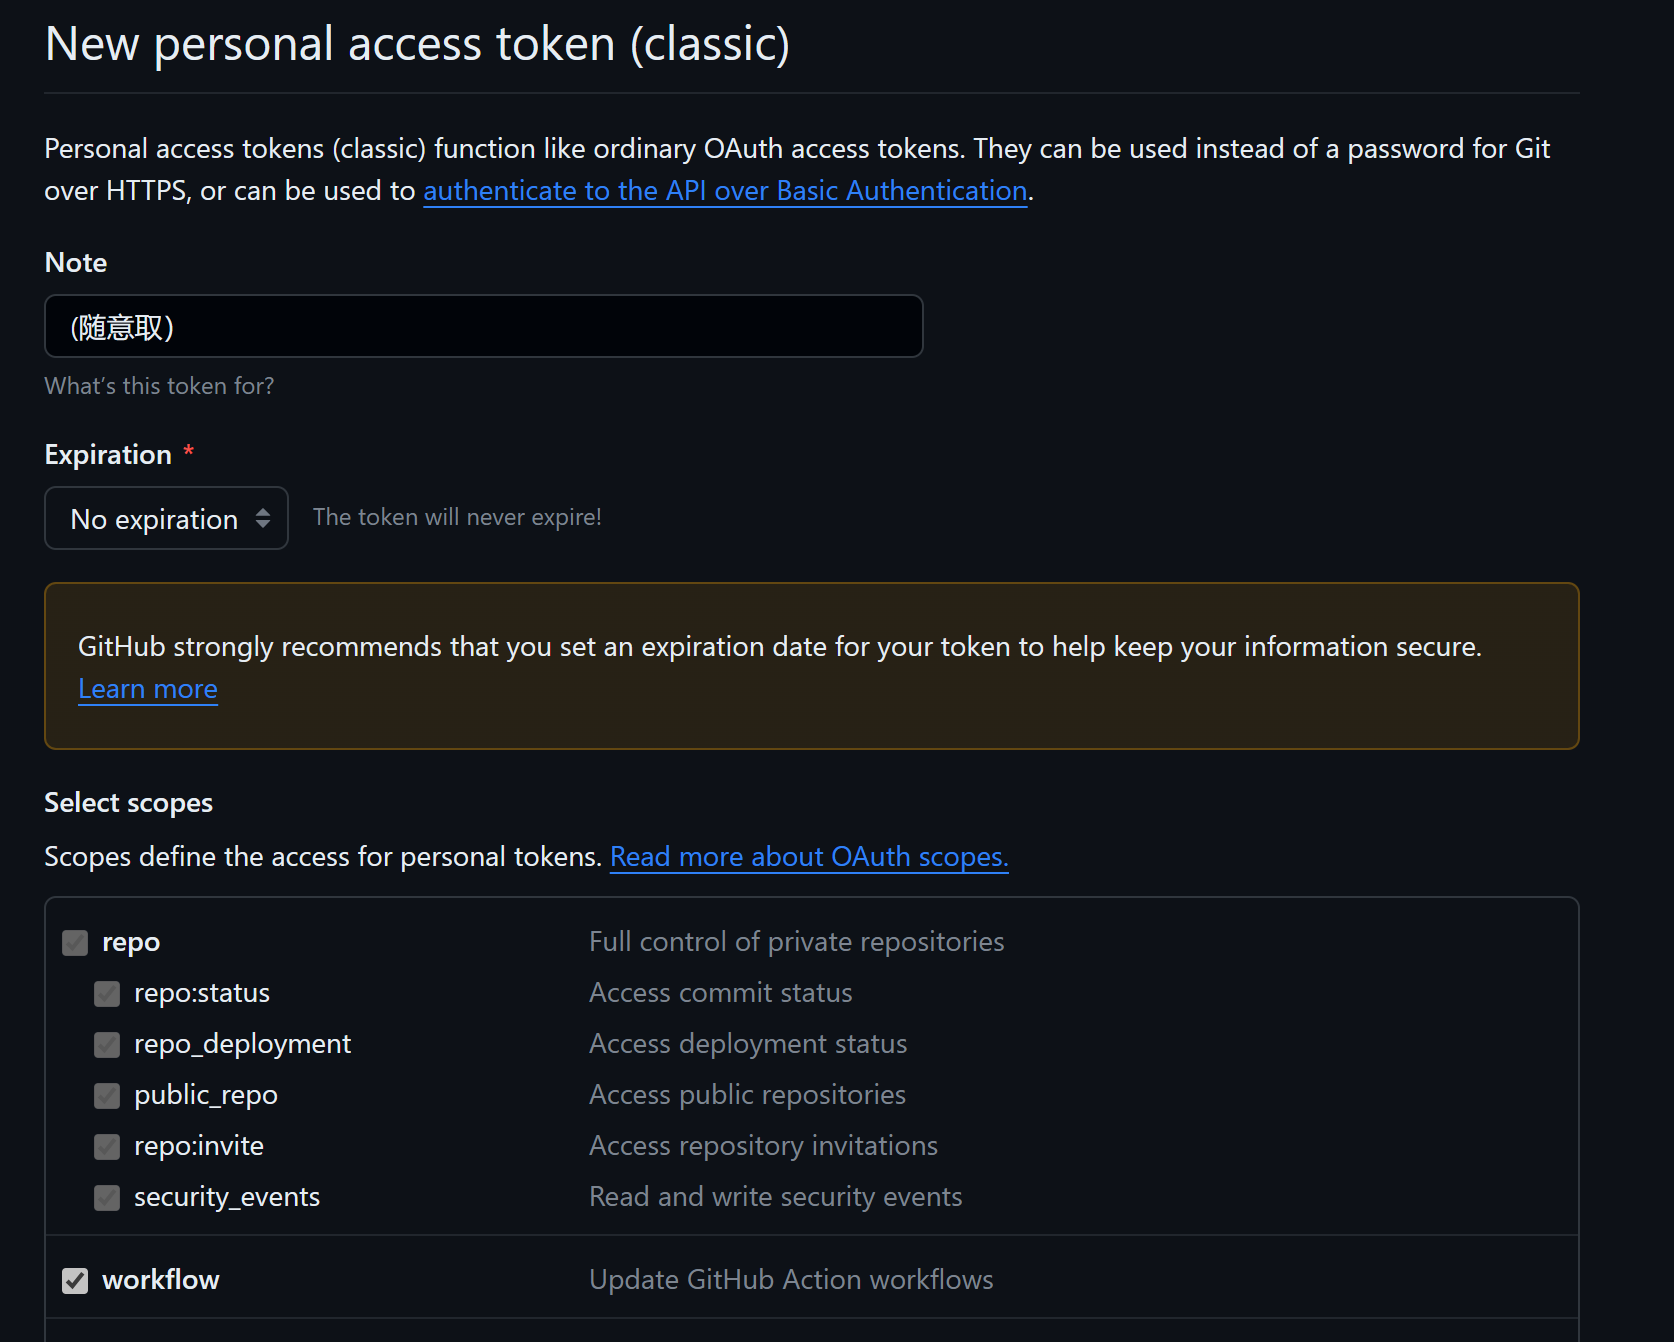 New personal access token (classic)
Personal access tokens (classic) function like ordinary OAuth access tokens. They can be used instead of a password for Git
over HTTPS, or can be used to authenticate to the API over Basic Authentication.
Note
(随意取）
What's this token for?
Expiration *
No expiration The token will never expire!
GitHub strongly recommends that you set an expiration date for your token to help keep your information secure.
Learn more
Select scopes
Scopes define the access for personal tokens. Read more about OAuth scopes.
repo Full control of private repositories
repo:status Access commit status
repo_deployment Access deployment status
public_repo Access public repositories
repo:invite Access repository invitations
security_events Read and write security events
workflow Update GitHub Action workflows